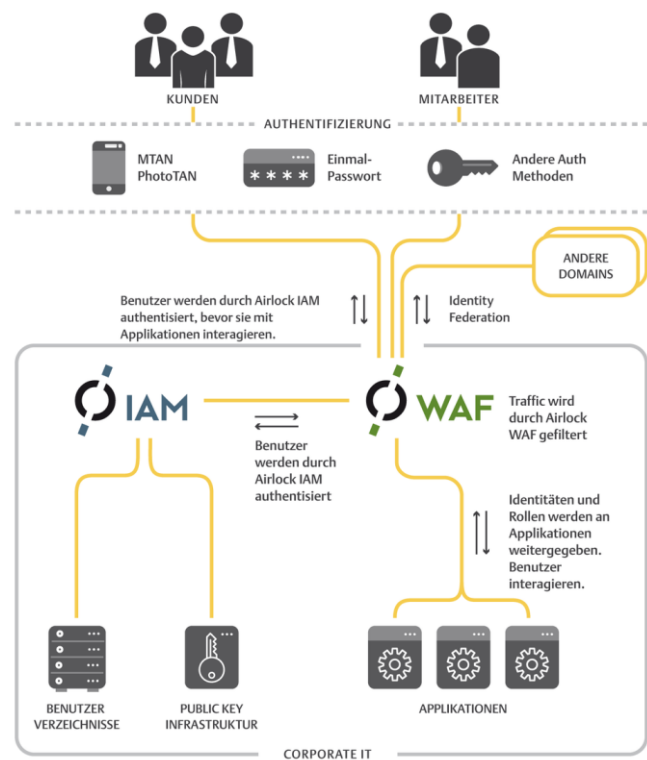 KUNDEN
MITARBEITER
AUTHENTIFIZIERUNG
MTAN
PhotoTAN
****
Einmal-
Passwort
Andere Auth
Methoden
ANDERE
DOMAINS
Benutzer werden durch Airlock IAM
authentisiert, bevor sie mit
Applikationen interagieren.
Identity
Federation
IAM
WAF
Traffic wird
durch Airlock
WAF gefiltert
Benutzer
werden durch
Airlock IAM
authentisiert
Identitäten und
Rollen werden an
Applikationen
weitergegeben.
Benutzer
interagieren.
BENUTZER
VERZEICHNISSE
PUBLIC KEY
INFRASTRUKTUR
APPLIKATIONEN
CORPORATE IT